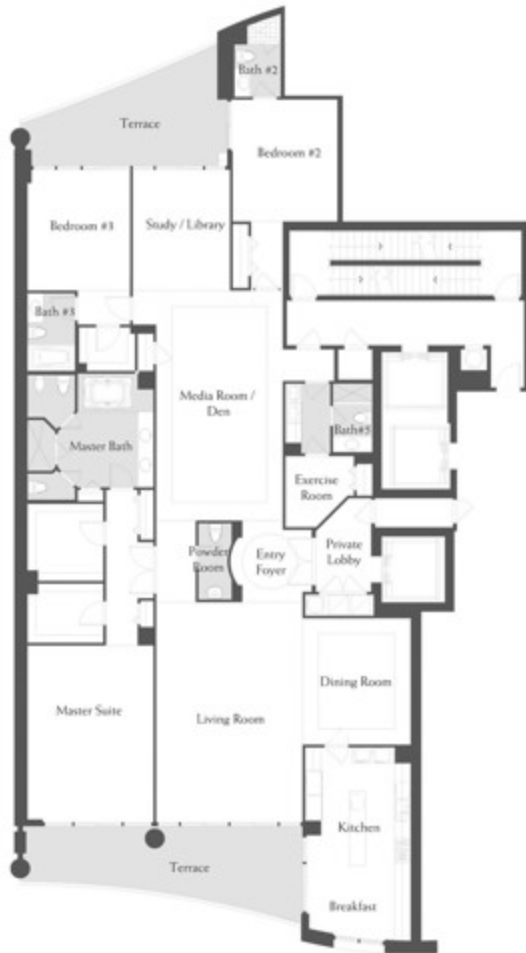 Bath #2
Terrace
Bedroom #2
Bedroom #3
Study / Library
Bath #3
Media Room /
Den
Master Bath
Bath#5
Exercise
Room
Powder
Room
Entry
Foyer
Private
Lobby
Dining Room
Master Suite
Living Room
Kitchen
Terrace
Breakfast